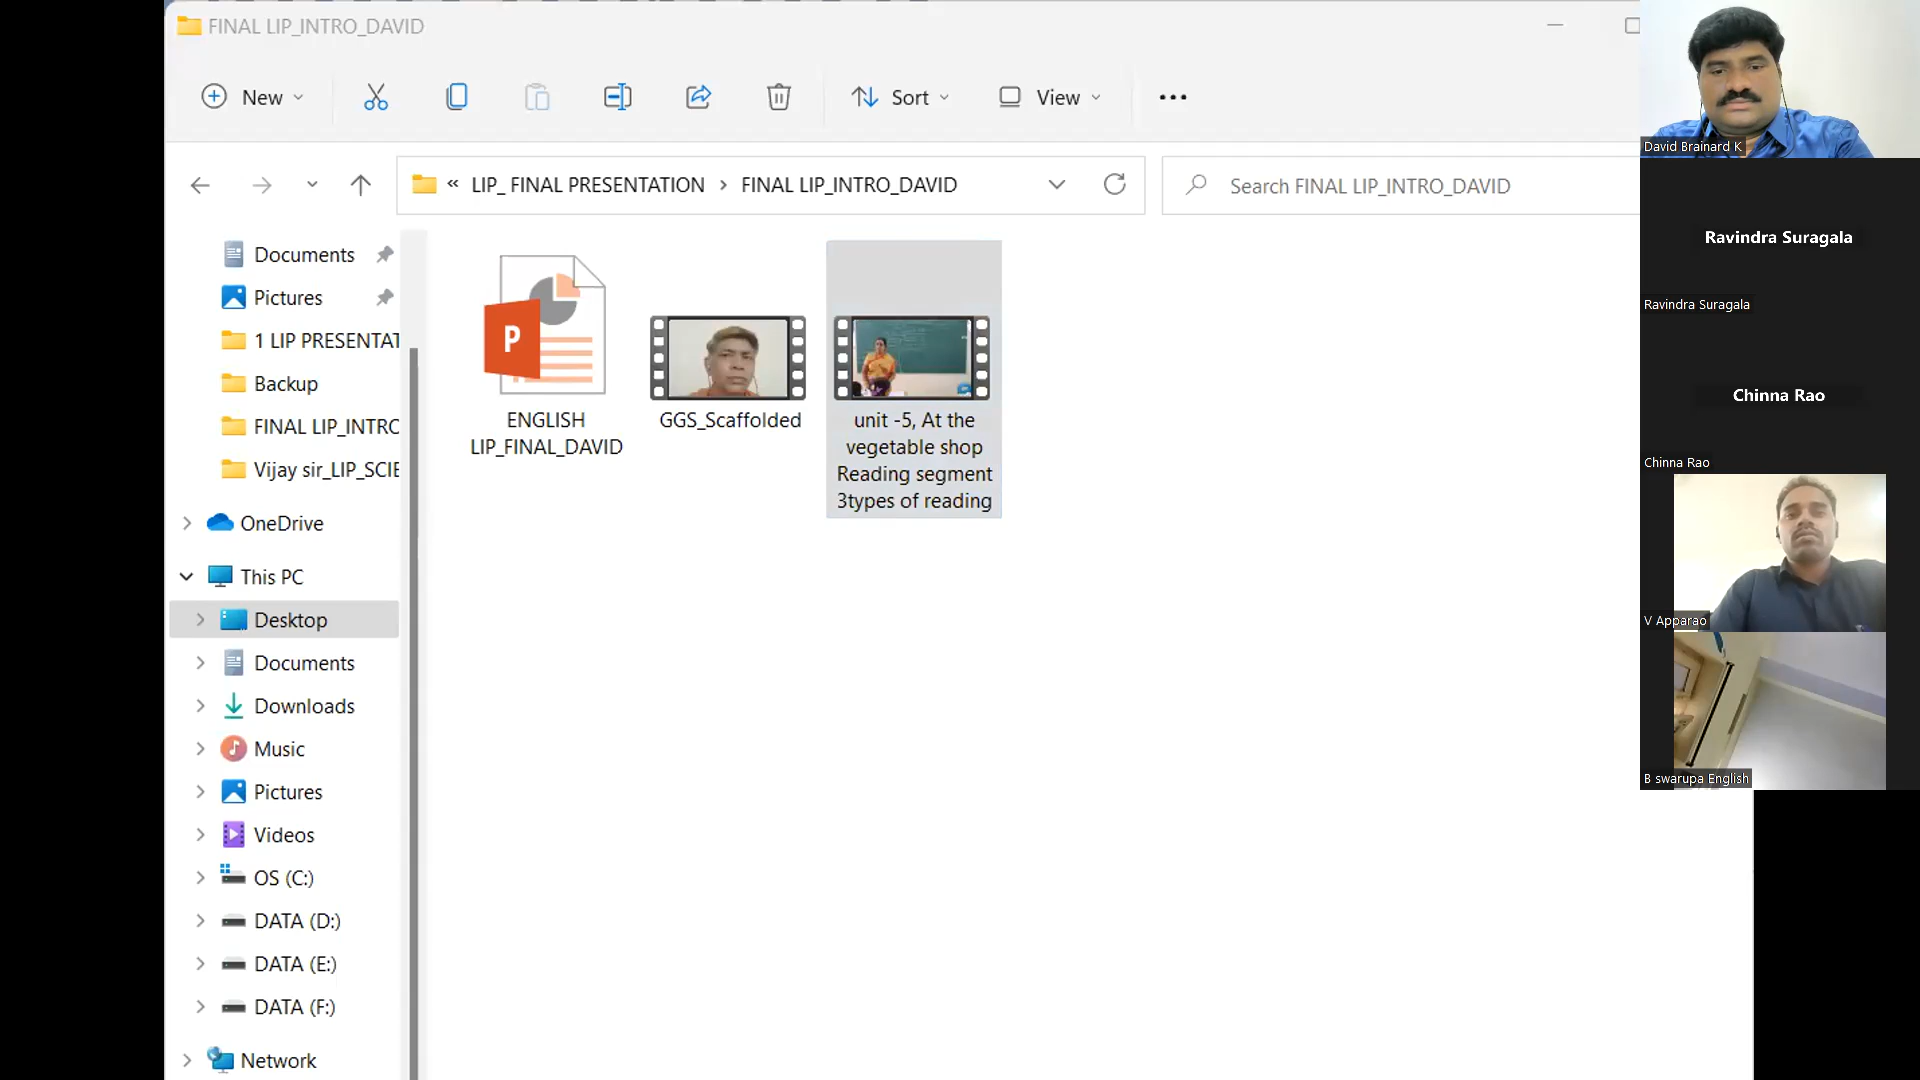 FINAL LIP_INTRO_DAVID
New
Sort
View
« LIP_ FINAL PRESENTATION > FINAL LIP_INTRO_DAVID
Search FINAL LIP_INTRO_DAVID
Documents
Pictures
1 LIP PRESENTAT
Backup
FINAL LIP_INTRO
Vijay sir_LIP_SCIE
OneDrive
This PC
Desktop
Documents
Downloads
Music
Pictures
Videos
OS (C:)
DATA (D:)
DATA (E:)
DATA (F:)
Network
P
ENGLISH
LIP_FINAL_DAVID
GGS_Scaffolded
unit -5, At the
vegetable shop
Reading segment
3types of reading
David Brainard K
Ravindra Suragala
Ravindra Suragala
Chinna Rao
Chinna Rao
V Apparao
B swarupa English